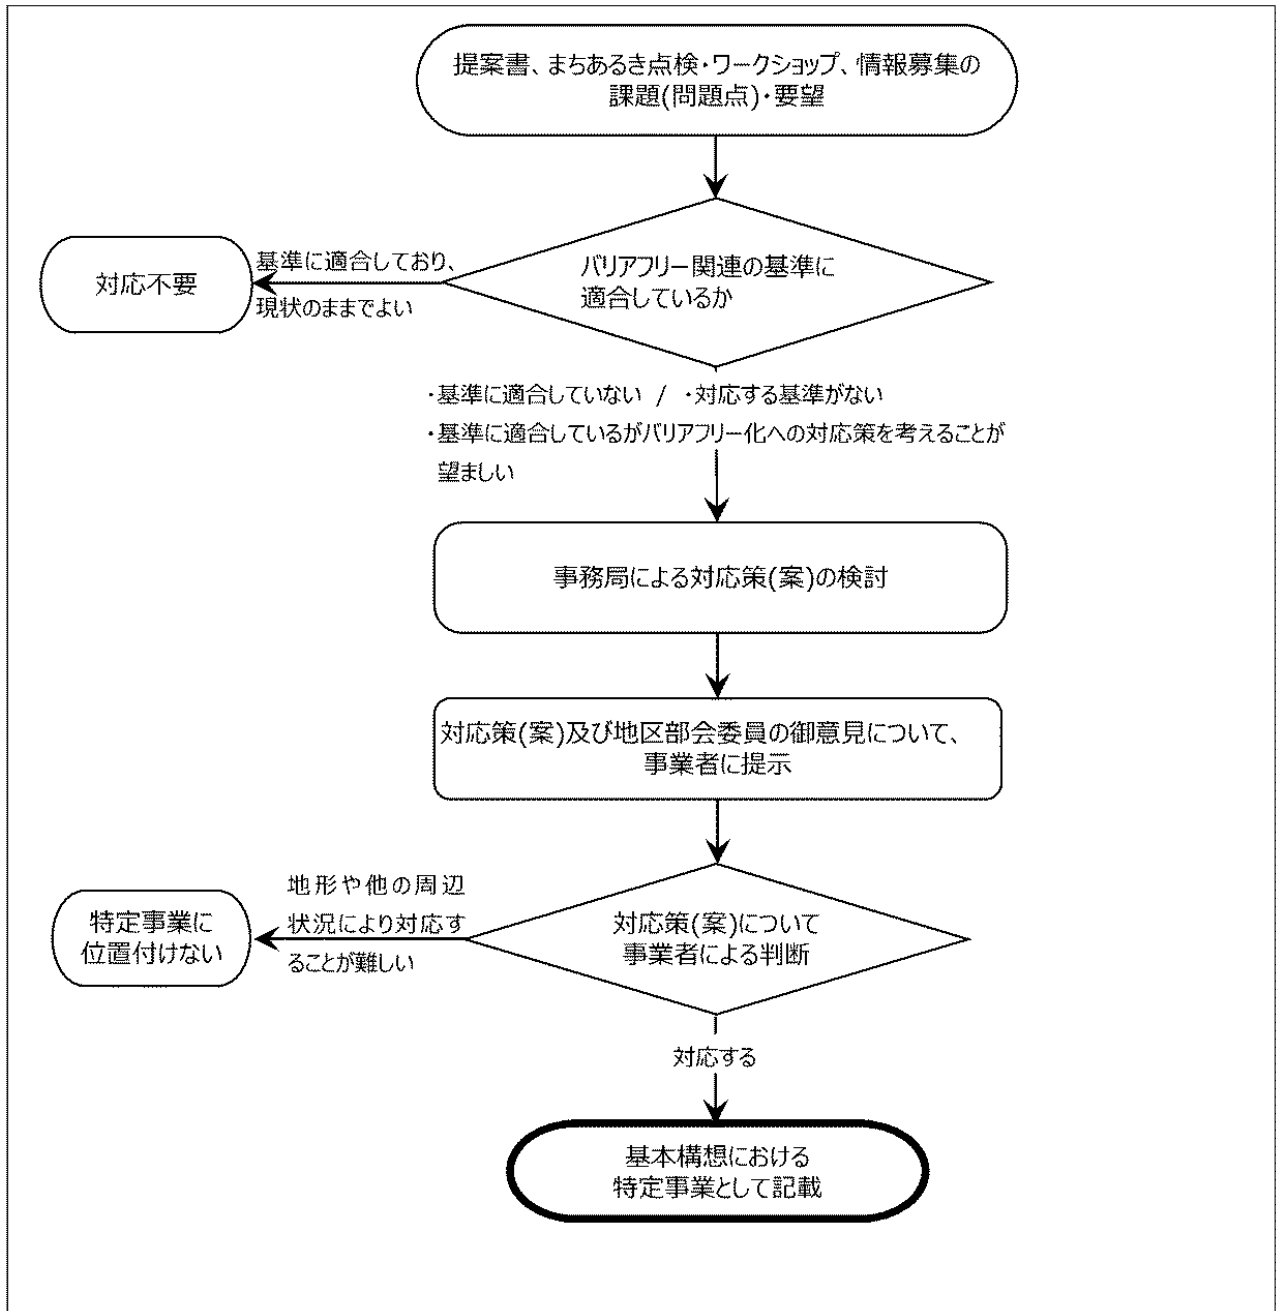 提案書、まちあるき点検・ワークショップ、情報募集の
課題(問題点)・要望
バリアフリー関連の基準に
適合しているか
基準に適合しており、
現状のままでよい
対応不要
・基準に適合していない / ・対応する基準がない
・基準に適合しているがバリアフリー化への対応策を考えることが
望ましい
事務局による対応策(案)の検討
対応策(案)及び地区部会委員の御意見について、
事業者に提示
対応策(案)について
事業者による判断
地形や他の周辺
状況により対応す
ることが難しい
特定事業に
位置付けない
対応する
基本構想における
特定事業として記載